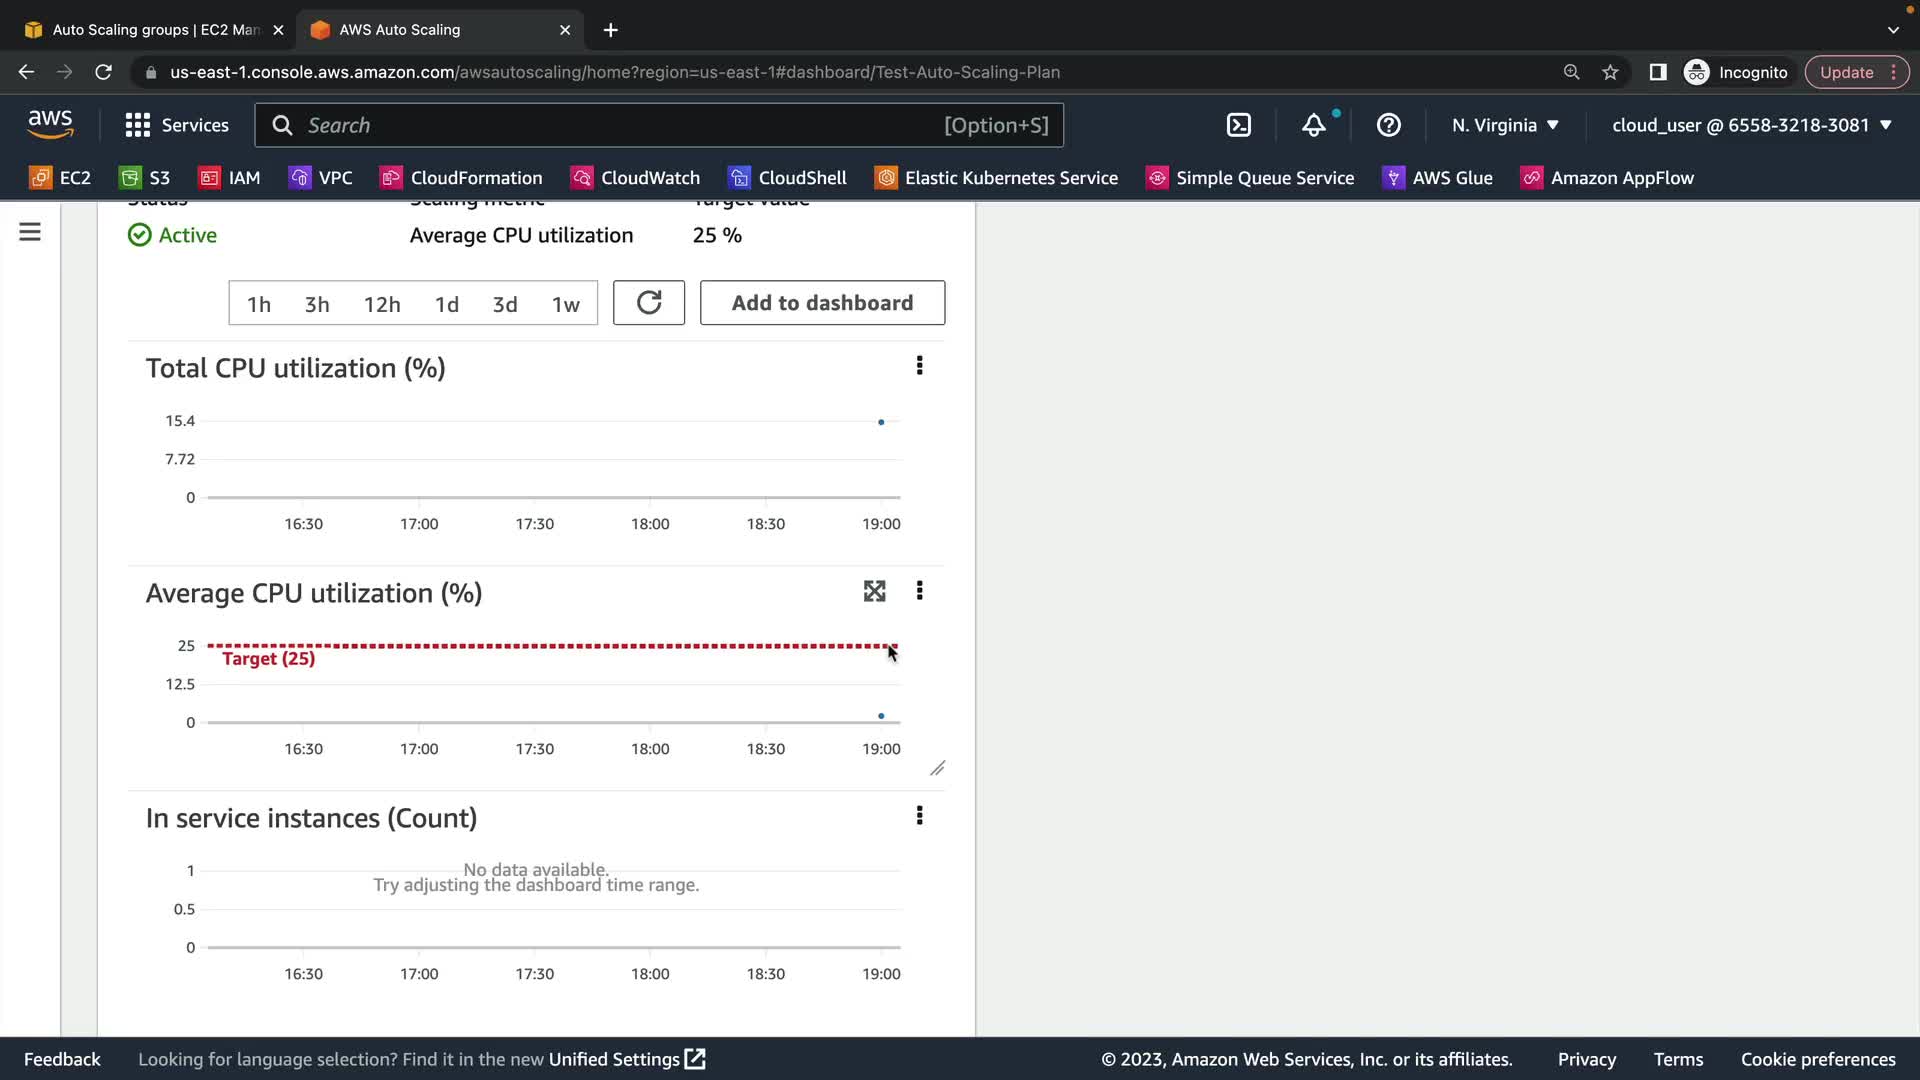 Auto Scaling groups | EC2 Man
AWS Auto Scaling
us-east-1.console.aws.amazon.com/awsautoscaling/home?region=us-east-1#dashboard/Test-Auto-Scaling-Plan
Incognito
Update
aws
Services
Search
[Option+S]
N. Virginia
cloud_user @ 6558-3218-3081
EC2
S3
IAM
VPC
CloudFormation
CloudWatch
CloudShell
Elastic Kubernetes Service
Simple Queue Service
AWS Glue
Amazon AppFlow
Status
Scaling metric
Target value
Active
Average CPU utilization
25 %
1h
3h
12h
1d
3d
1w
Add to dashboard
Total CPU utilization (%)
15.4
7.72
0
16:30
17:00
17:30
18:00
18:30
19:00
Average CPU utilization (%)
25
Target (25)
12.5
0
16:30
17:00
17:30
18:00
18:30
19:00
In service instances (Count)
1
No data available.
Try adjusting the dashboard time range.
0.5
0
16:30
17:00
17:30
18:00
18:30
19:00
Feedback
Looking for language selection? Find it in the new Unified Settings
© 2023, Amazon Web Services, Inc. or its affiliates.
Privacy
Terms
Cookie preferences